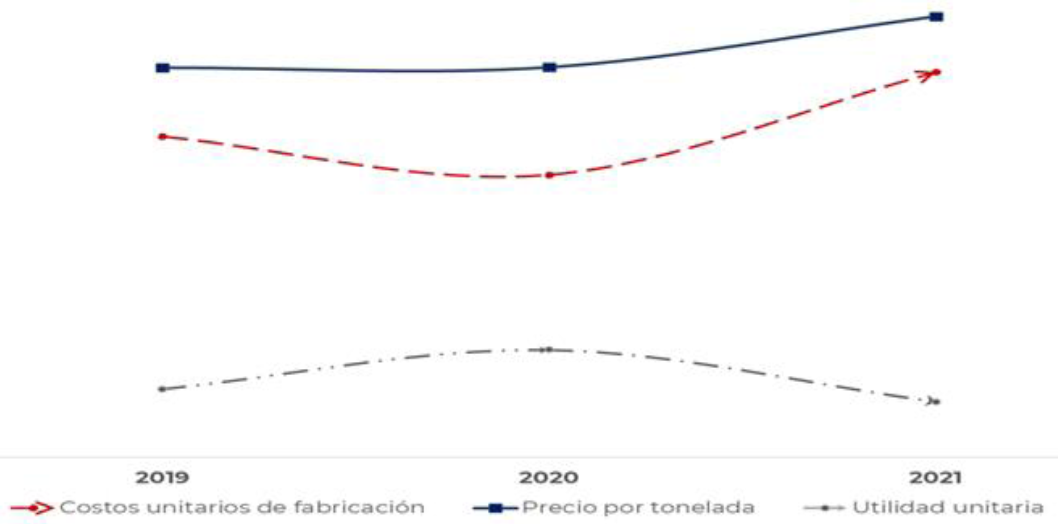 2019 2020 2021
Costos unitarios de fabricación Precio por tonelada Utilidad unitaria